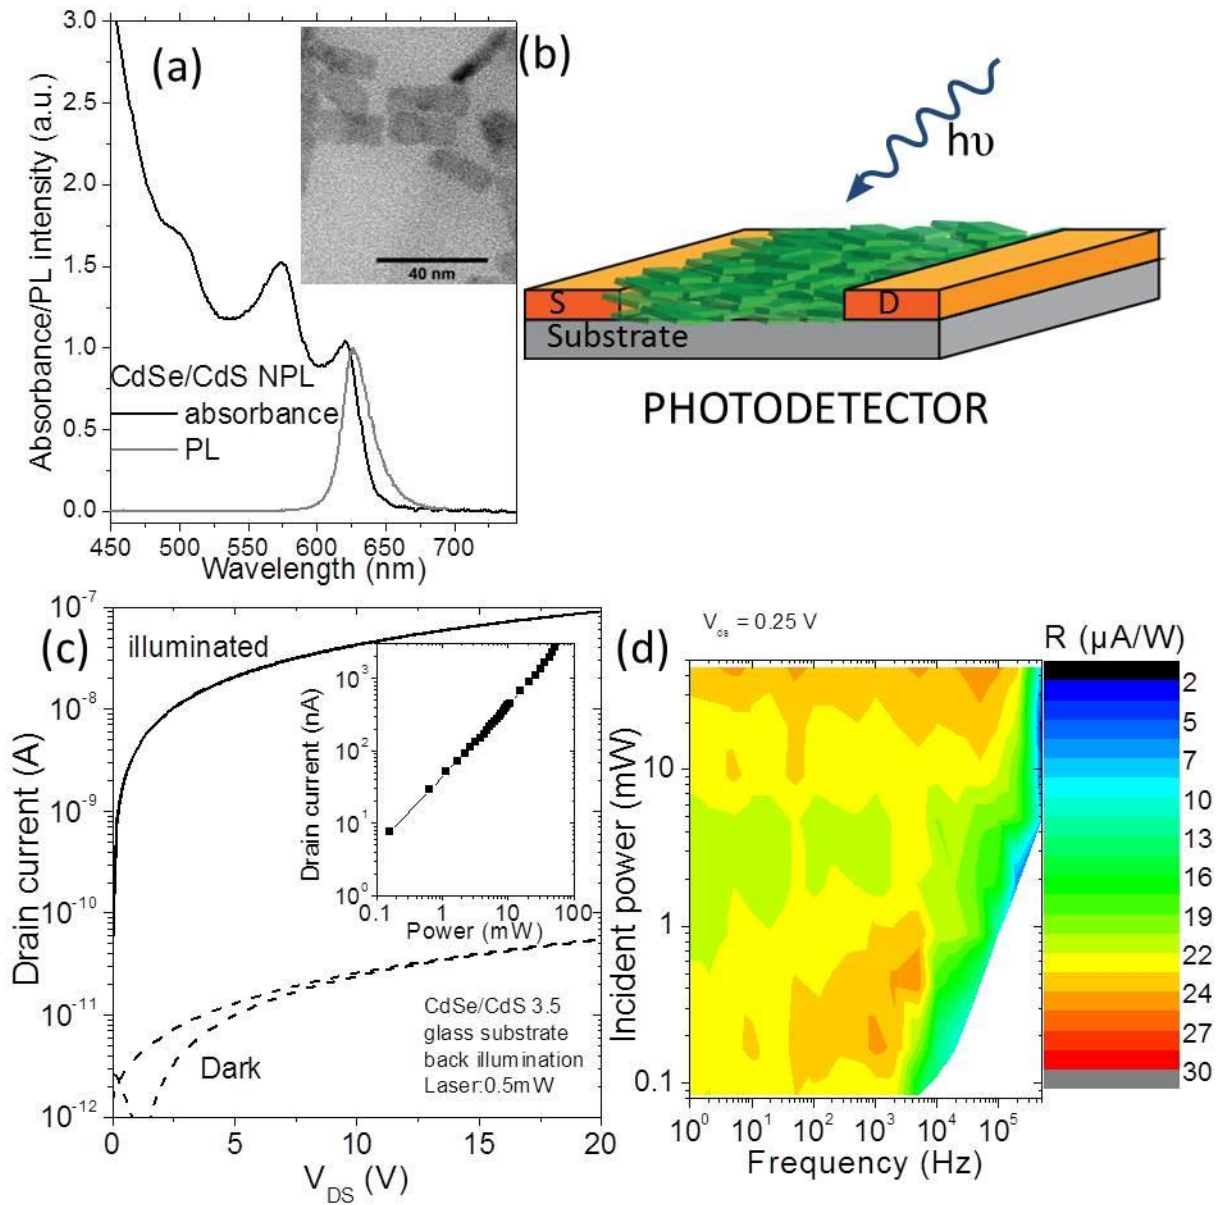 (a)
3.0
2.5
2.0
1.5
1.0
0.5
0.0
Absorbance/PL intensity (a.u.)
40 nm
CdSe/CdS NPL
absorbance
PL
450 500 550 600 650 700
Wavelength (nm)
(b)
hυ
S
D
Substrate
PHOTODETECTOR
(c)
illuminated
10⁻⁷
10⁻⁸
10⁻⁹
10⁻¹⁰
10⁻¹¹
10⁻¹²
Drain current (A)
10³
10²
10¹
10⁰
Drain current (nA)
0.1 1 10 100
Power (mW)
Dark
CdSe/CdS 3.5
glass substrate
back illumination
Laser:0.5mW
0 5 10 15 20
V_DS (V)
(d)
V_ds = 0.25 V
R (µA/W)
10
1
0.1
Incident power (mW)
10⁰ 10¹ 10² 10³ 10⁴ 10⁵
Frequency (Hz)
2
5
7
10
13
16
19
22
24
27
30